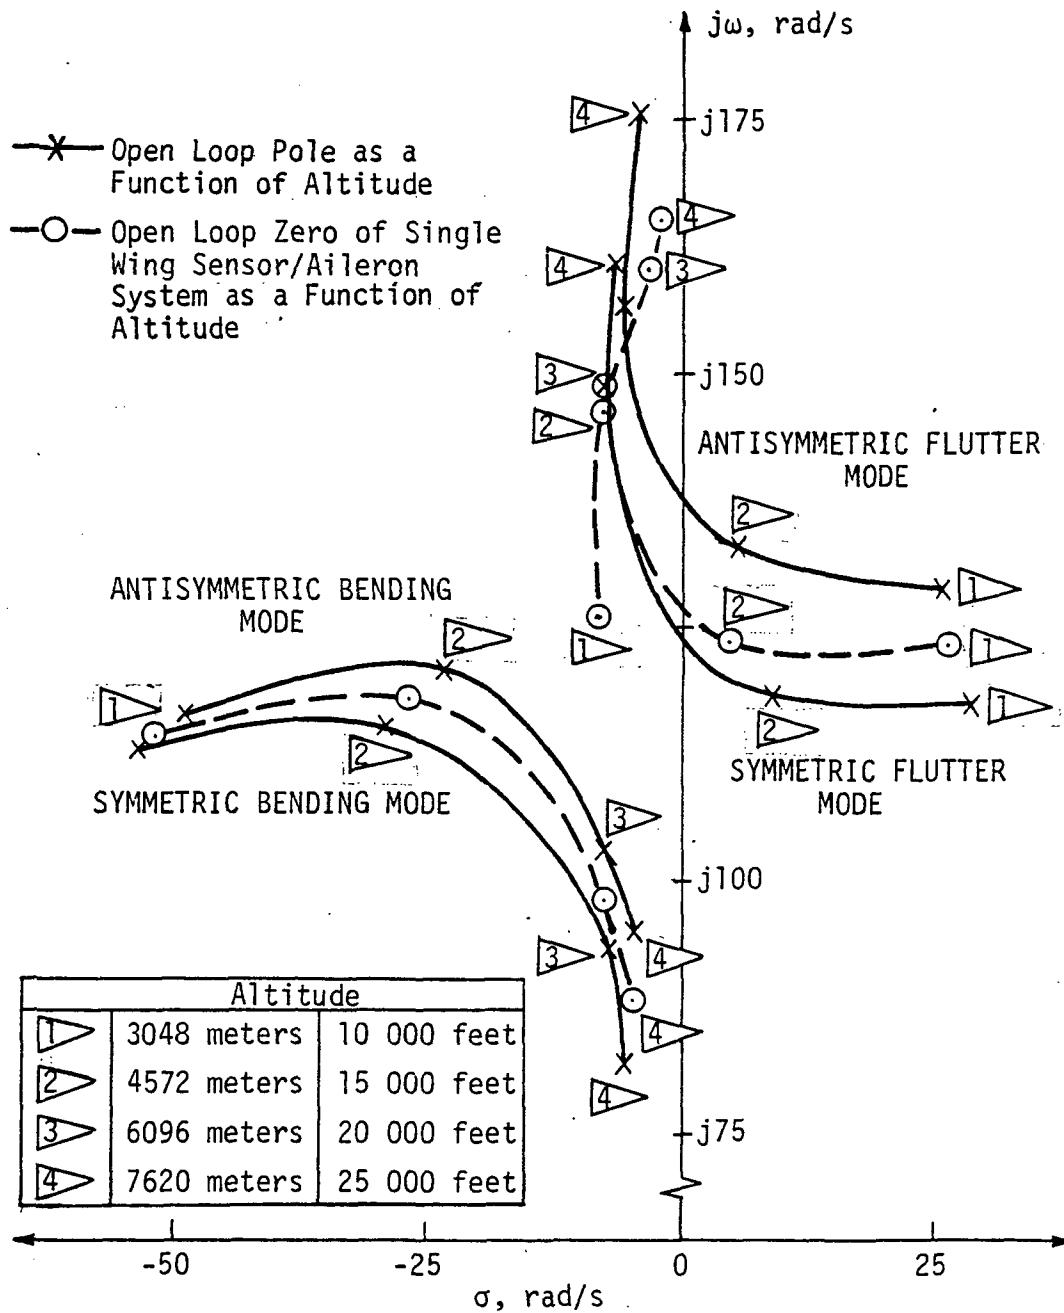 jω, rad/s
4
j175
Open Loop Pole as a
Function of Altitude
Open Loop Zero of Single
Wing Sensor/Aileron
System as a Function of
Altitude
4
4
3
3
j150
2
ANTISYMMETRIC FLUTTER
MODE
2
1
ANTISYMMETRIC BENDING
MODE
2
1
1
2
1
1
2
2
SYMMETRIC BENDING MODE
SYMMETRIC FLUTTER
MODE
3
j100
3
4
4
4
j75
Altitude
1 3048 meters 10 000 feet
2 4572 meters 15 000 feet
3 6096 meters 20 000 feet
4 7620 meters 25 000 feet
-50
-25
0
25
σ, rad/s